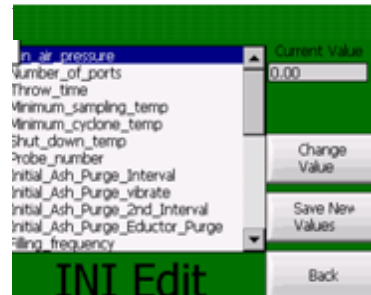 air_pressure
Number_of_ports
Throw_time
Minimum_sampling_temp
Minimum_cyclone_temp
Shut_down_temp
Probe_number
Initial_Ash_Purge_Interval
Initial_Ash_Purge_vibrate
Initial_Ash_Purge_2nd_Interval
Initial_Ash_Purge_Eductor_Purge
Filling_frequency
Current Value
0.00
Change
Value
Save New
Values
Back
INI Edit